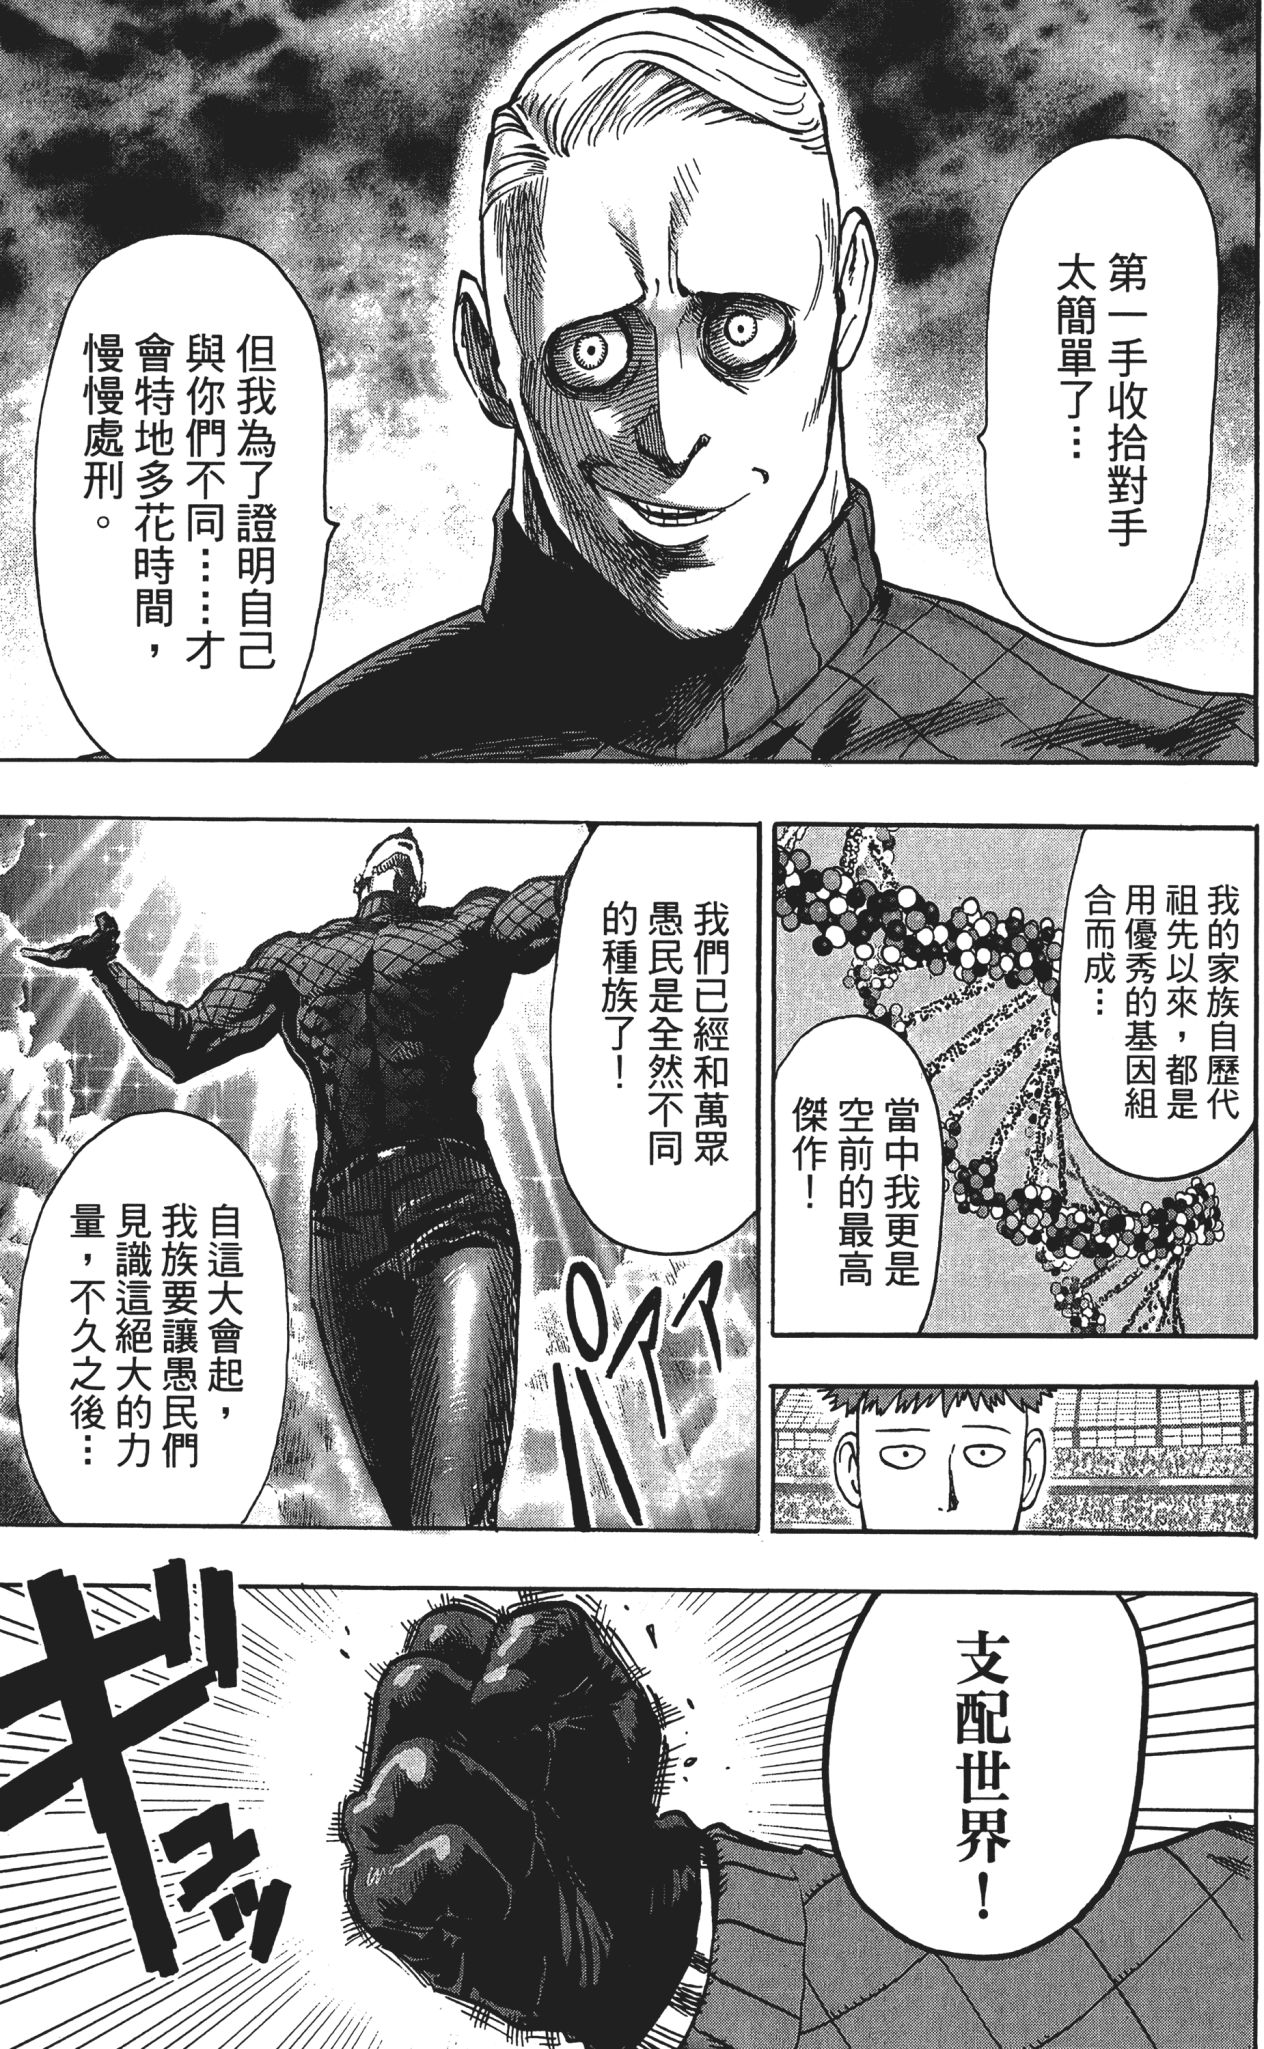 第一手收拾對手
太簡單了…
但我為了證明自己
與你們不同……才
會特地多花時間，
慢慢處刑。
我的家族自歷代
祖先以來，都是
用優秀的基因組
合而成…
當中我更是
空前的最高
傑作！
我們已經和萬眾
愚民是全然不同
的種族了！
パアア
自這大會起，
我族要讓愚民們
見識這絕大的力
量，不久之後…
支配世界！
ギュッ